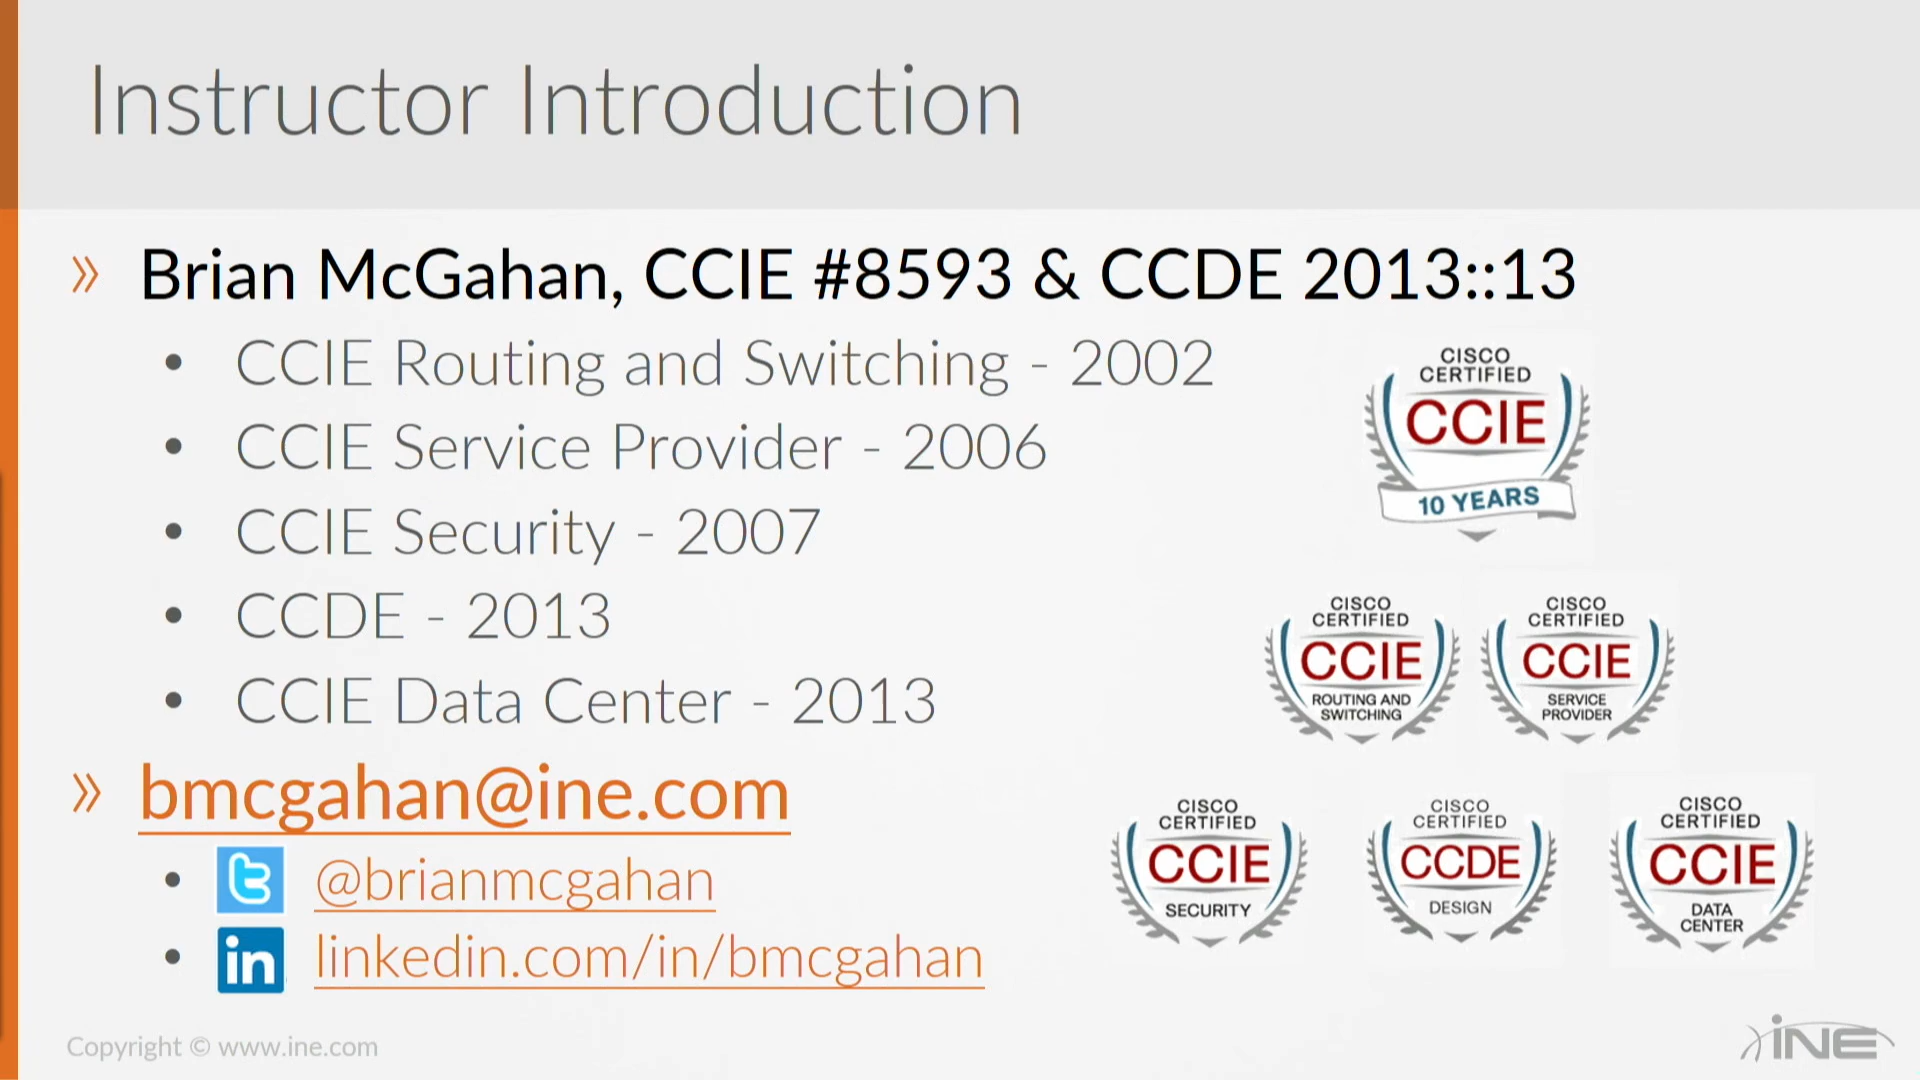 Instructor Introduction
» Brian McGahan, CCIE #8593 & CCDE 2013::13
• CCIE Routing and Switching - 2002
• CCIE Service Provider - 2006
• CCIE Security - 2007
• CCDE - 2013
• CCIE Data Center - 2013
» bmcgahan@ine.com
• @brianmcgahan
• in linkedin.com/in/bmcgahan
CISCO
CERTIFIED
CCIE
10 YEARS
CISCO
CERTIFIED
CCIE
ROUTING AND
SWITCHING
CISCO
CERTIFIED
CCIE
SERVICE
PROVIDER
CISCO
CERTIFIED
CCIE
SECURITY
CISCO
CERTIFIED
CCDE
DESIGN
CISCO
CERTIFIED
CCIE
DATA
CENTER
Copyright © www.ine.com
iNE